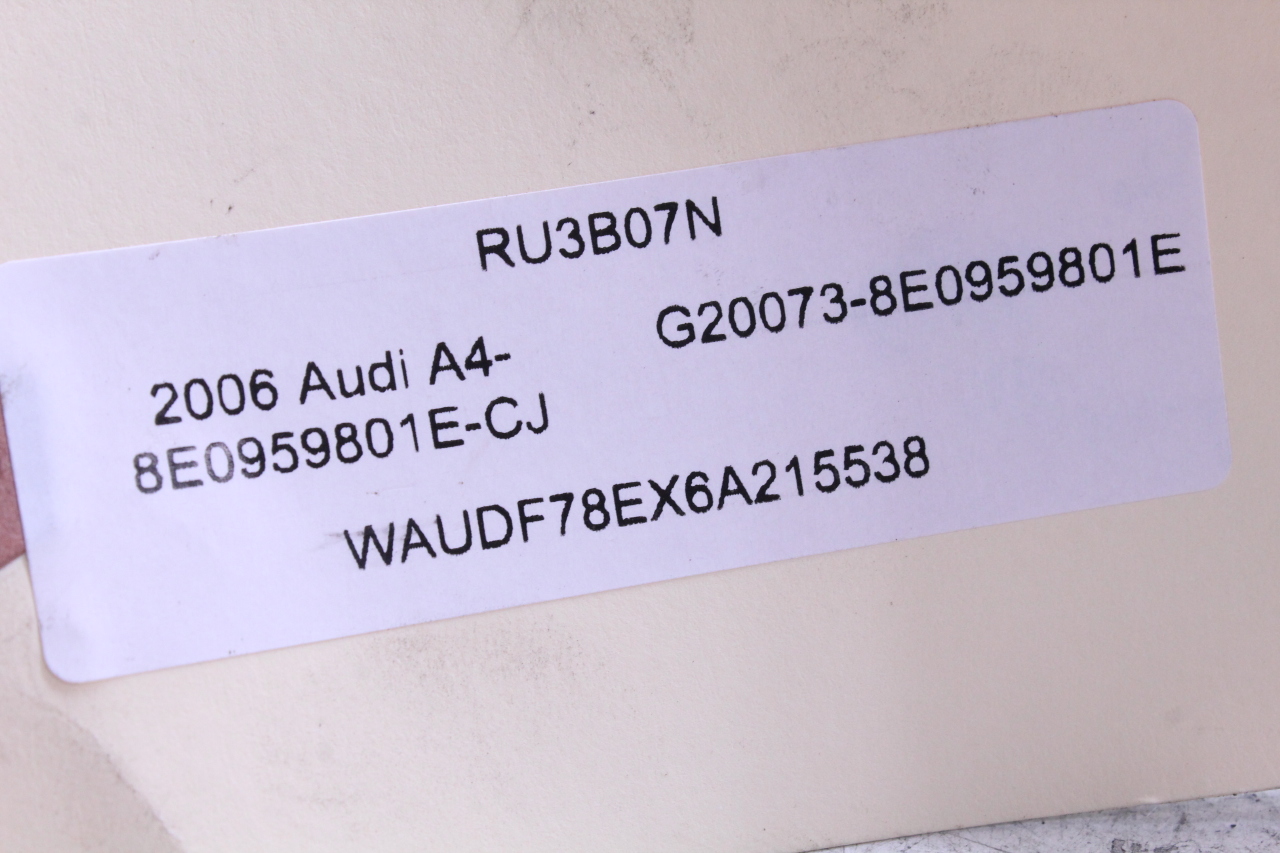 RU3B07N
G20073-8E0959801E
2006 Audi A4-
8E0959801E-CJ
WAUDF78EX6A215538